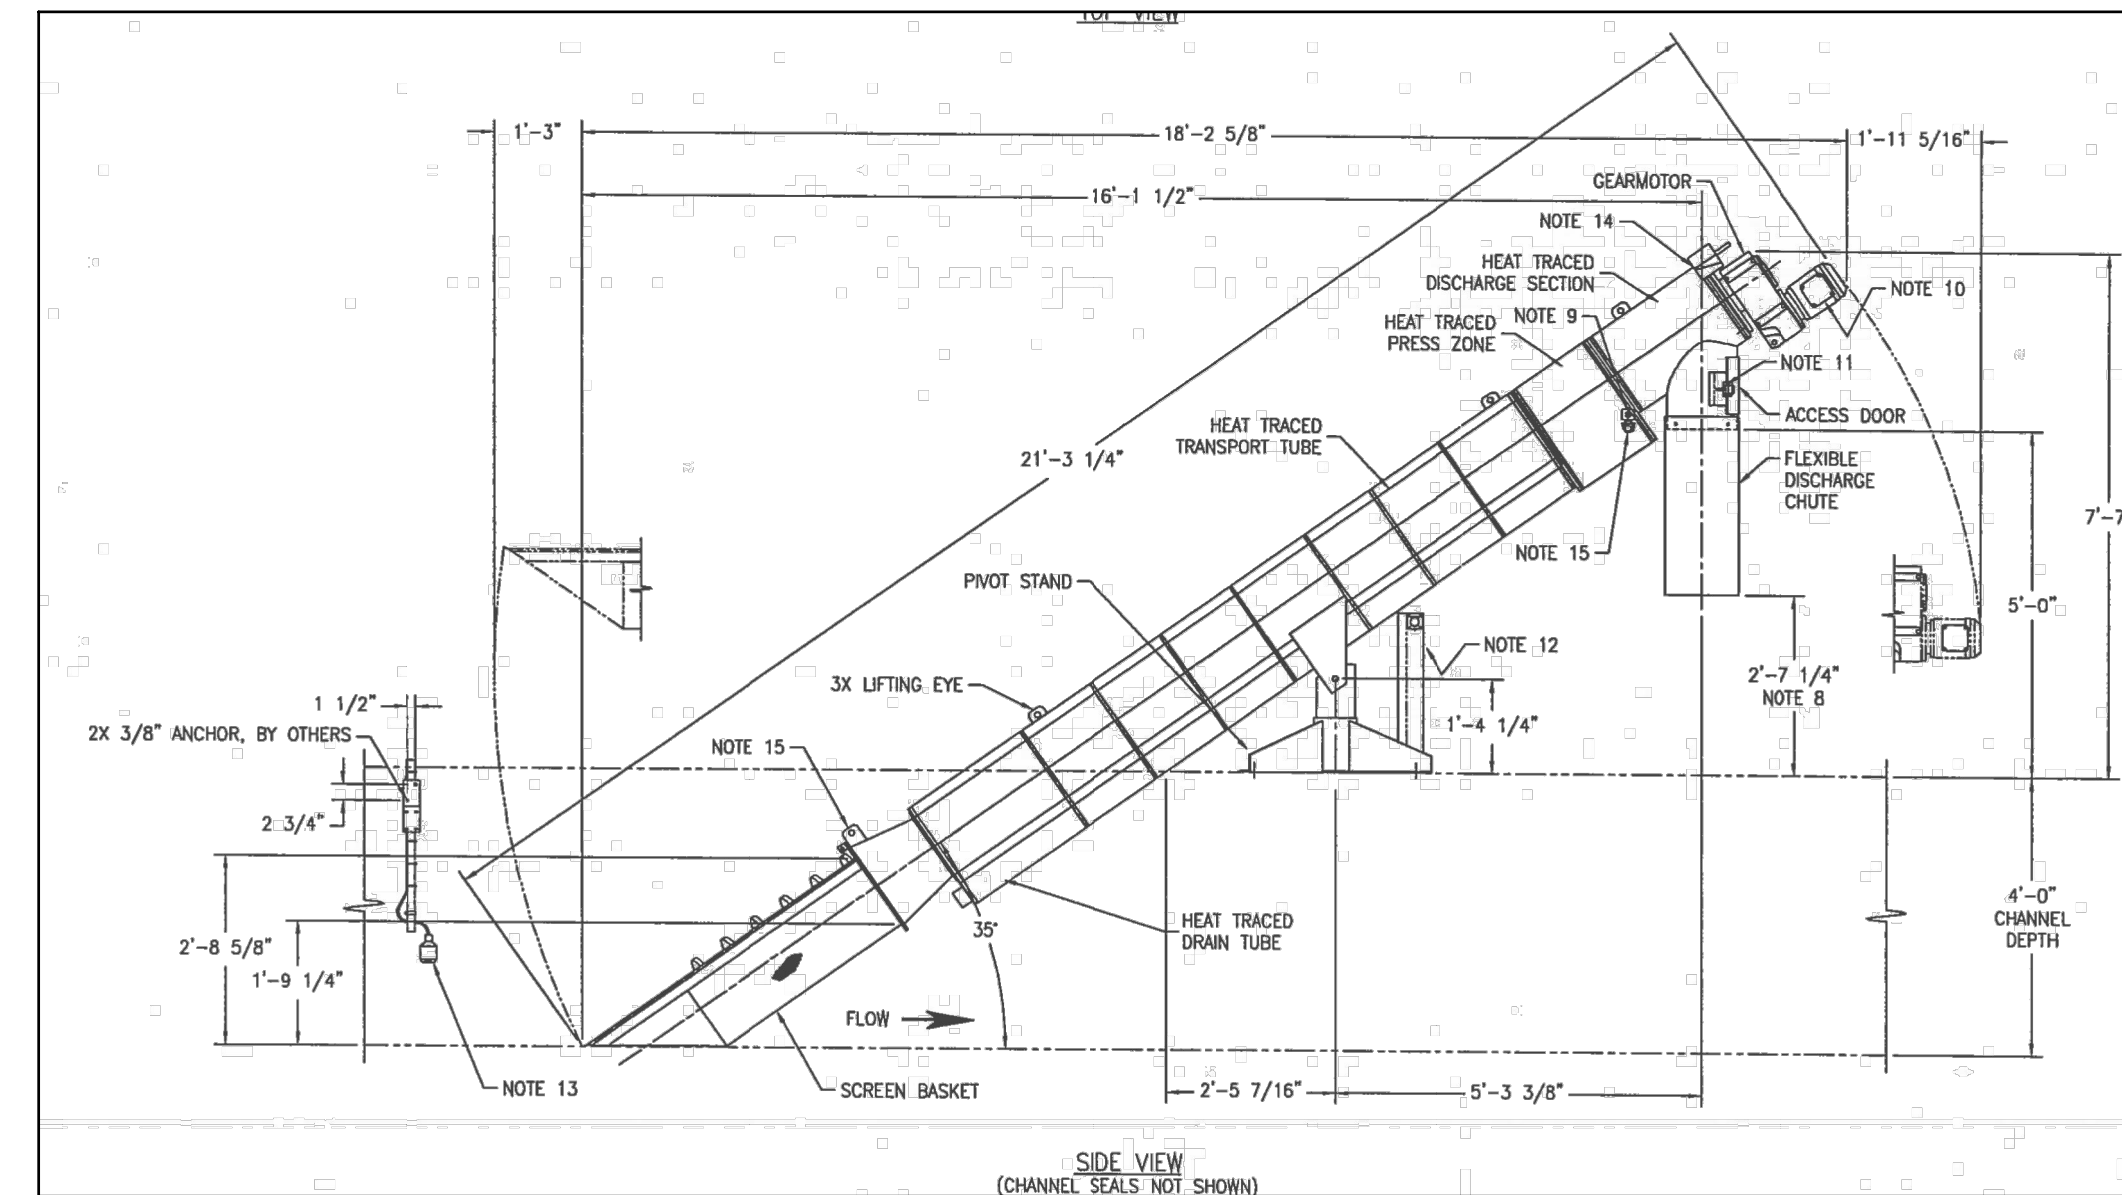 TOP VIEW
1'-3"
18'-2 5/8"
1'-11 5/16"
16'-1 1/2"
GEARMOTOR
NOTE 14
HEAT TRACED
DISCHARGE SECTION
NOTE 10
NOTE 9
HEAT TRACED
PRESS ZONE
NOTE 11
ACCESS DOOR
HEAT TRACED
TRANSPORT TUBE
21'-3 1/4"
FLEXIBLE
DISCHARGE
CHUTE
7'-7
NOTE 15
PIVOT STAND
5'-0"
NOTE 12
2'-7 1/4"
NOTE 8
3X LIFTING EYE
1 1/2"
1'-4 1/4"
2X 3/8" ANCHOR, BY OTHERS
NOTE 15
2 3/4"
4'-0"
CHANNEL
DEPTH
HEAT TRACED
DRAIN TUBE
35°
2'-8 5/8"
1'-9 1/4"
FLOW
NOTE 13
SCREEN BASKET
2'-5 7/16"
5'-3 3/8"
SIDE VIEW
(CHANNEL SEALS NOT SHOWN)